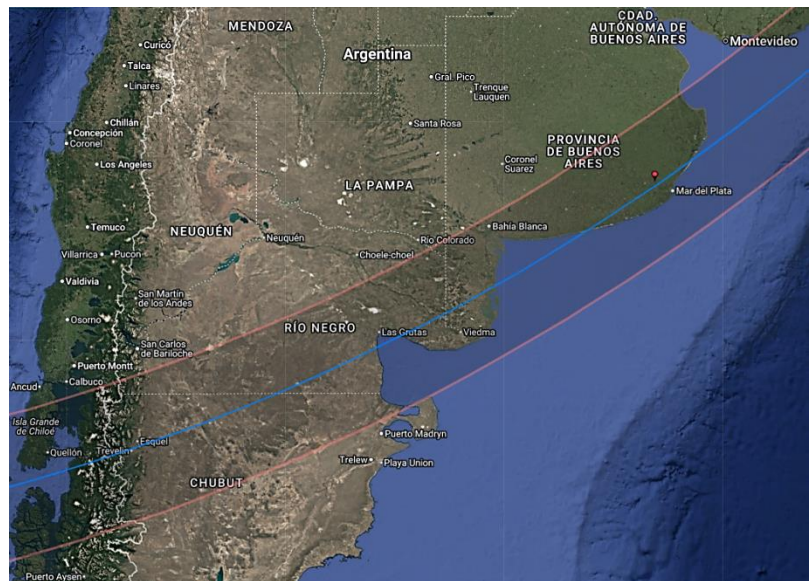 MENDOZA
CDAD.
AUTÓNOMA DE
BUENOS AIRES
Montevideo
Curicó
Argentina
Talca
Linares
Gral. Pico
Trenque
Lauquen
Chillán
Santa Rosa
Concepción
Coronel
PROVINCIA
DE BUENOS
AIRES
Los Angeles
Coronel
Suarez
LA PAMPA
Mar del Plata
Temuco
NEUQUÉN
Neuquén
Bahía Blanca
Río Colorado
Villarrica
Pucon
Choele-choel
Valdivia
San Martín
de los Andes
Osorno
RÍO NEGRO
Las Grutas
Viedma
San Carlos
de Bariloche
Puerto Montt
Ancud
Calbuco
Isla Grande
de Chiloé
Puerto Madryn
Esquel
Quellón
Trevelin
Trelew
Playa Union
CHUBUT
Puerto Aysen